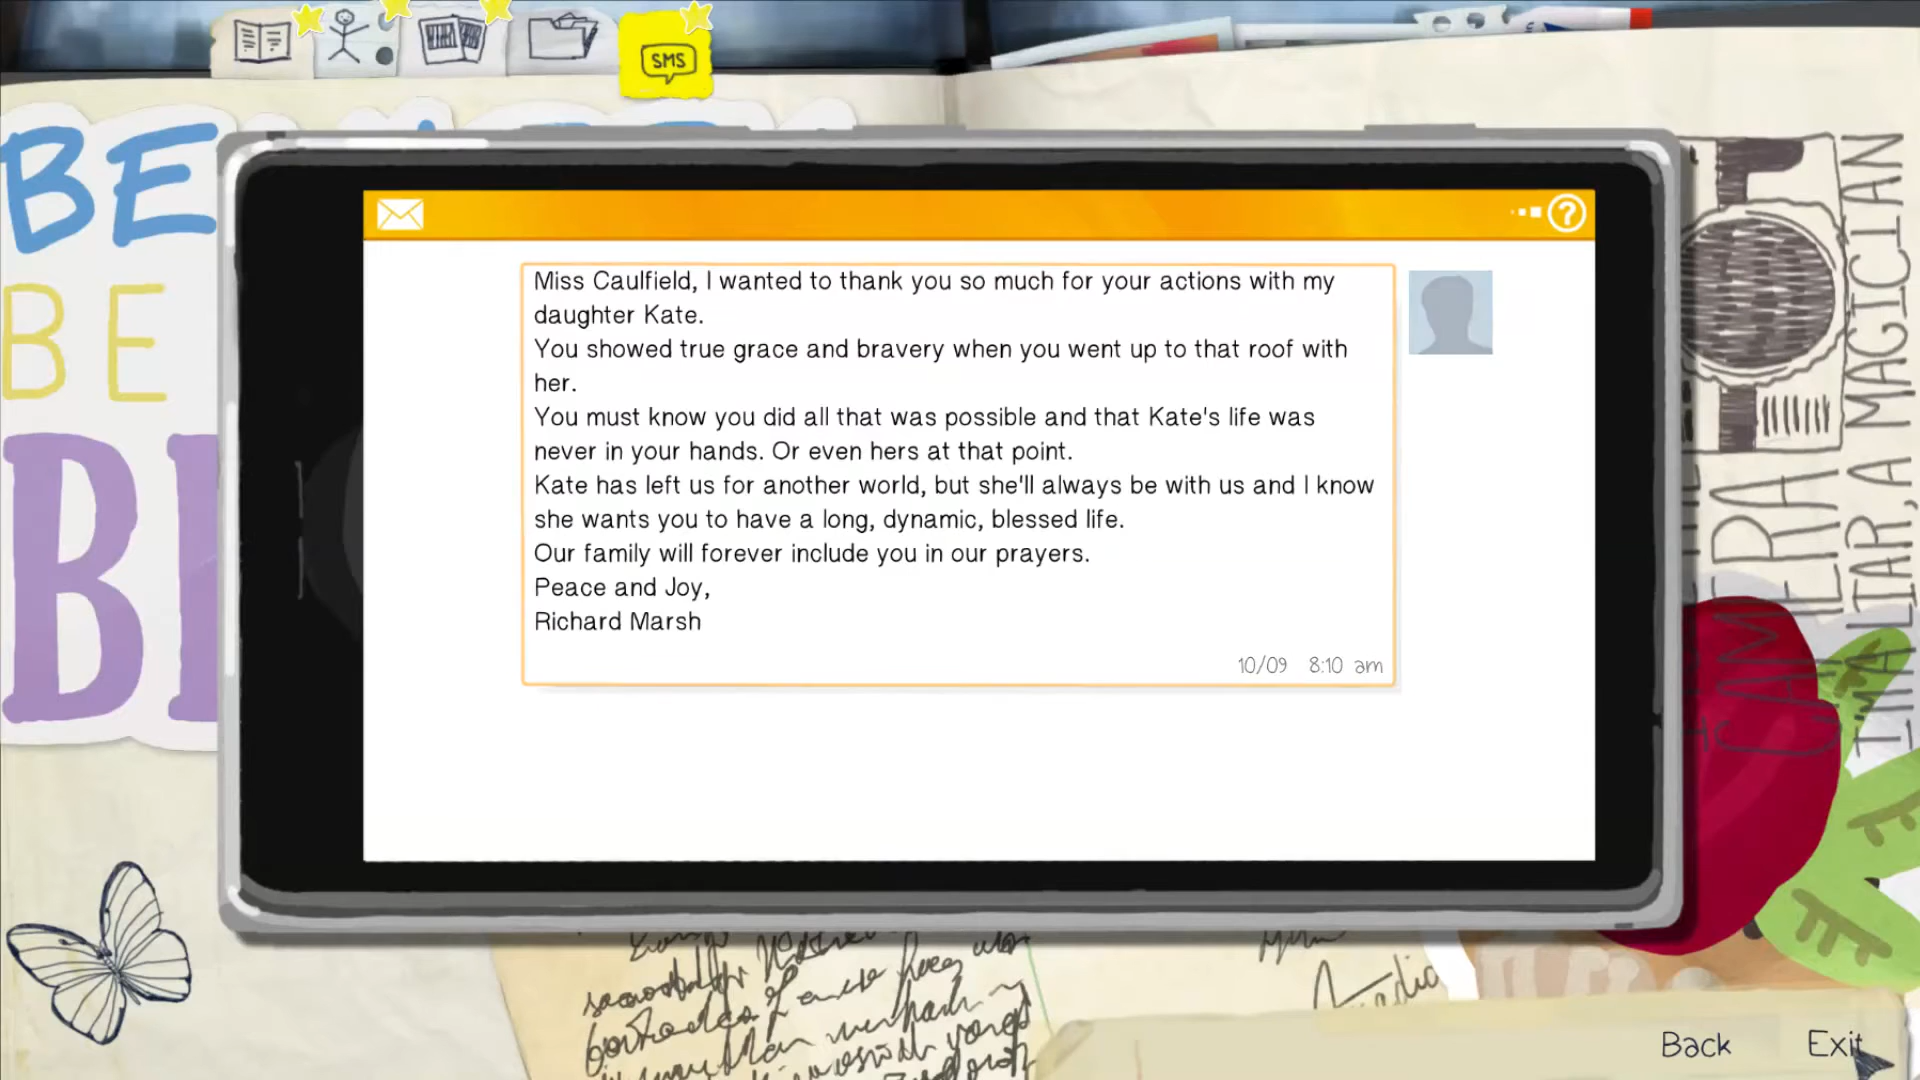 SMS
BE
BE
Miss Caulfield, I wanted to thank you so much for your actions with my
daughter Kate.
You showed true grace and bravery when you went up to that roof with
her.
You must know you did all that was possible and that Kate's life was
never in your hands. Or even hers at that point.
Kate has left us for another world, but she'll always be with us and I know
she wants you to have a long, dynamic, blessed life.
Our family will forever include you in our prayers.
Peace and Joy,
Richard Marsh
10/09 8:10 am
CAMERA
LIAR, A MAGICIAN
Back
Exit